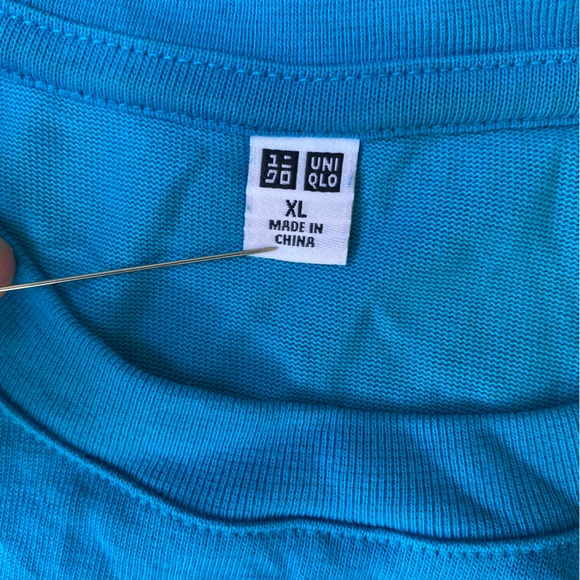 ユニ UNI
クロ QLO
XL
MADE IN
CHINA